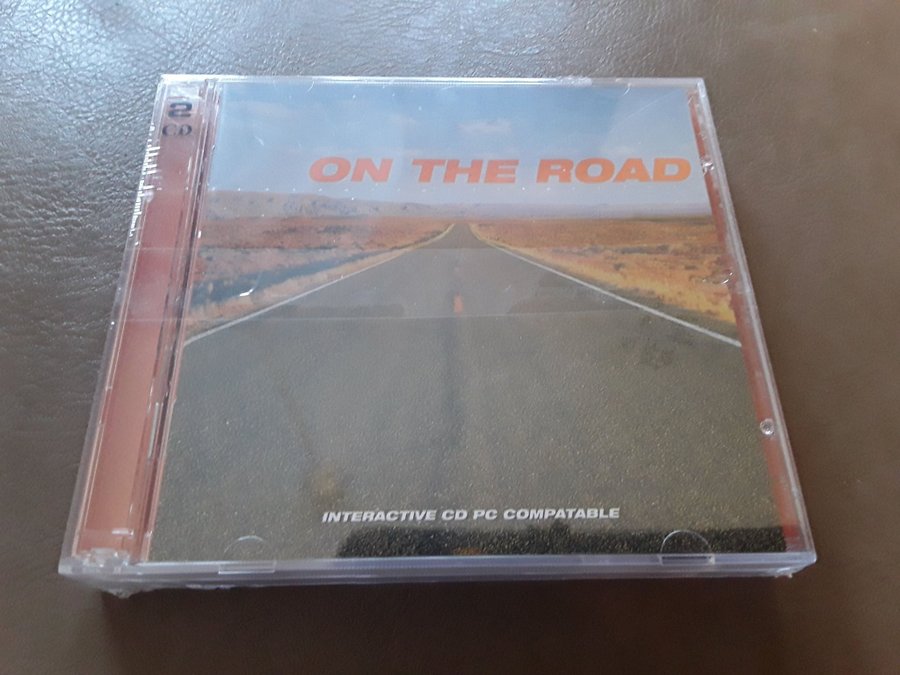 2
CD
ON THE ROAD
INTERACTIVE CD PC COMPATABLE